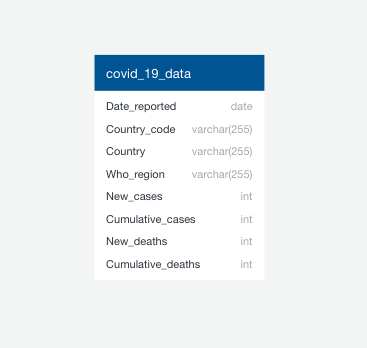 covid_19_data
Date_reported date
Country_code varchar(255)
Country varchar(255)
Who_region varchar(255)
New_cases int
Cumulative_cases int
New_deaths int
Cumulative_deaths int